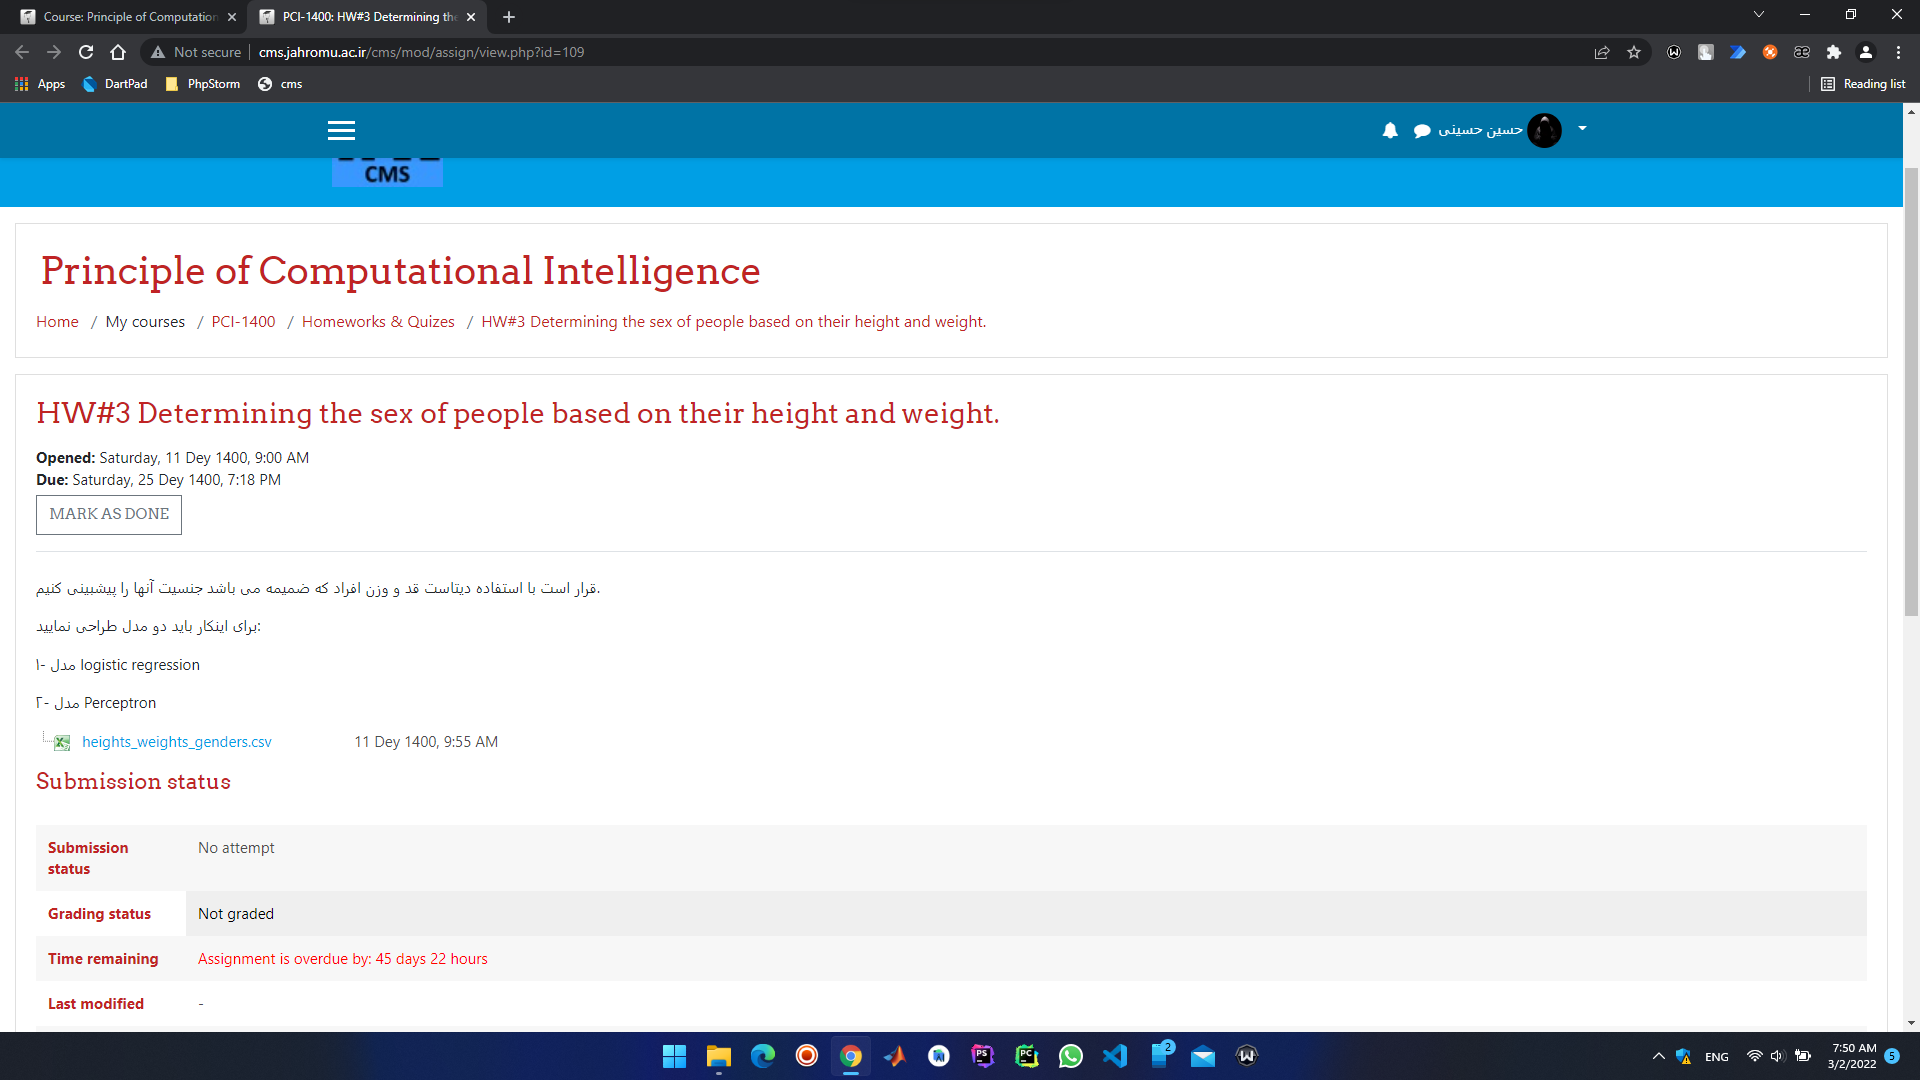 Course: Principle of Computation
PCI-1400: HW#3 Determining the
Not secure
cms.jahromu.ac.ir/cms/mod/assign/view.php?id=109
Apps
DartPad
PhpStorm
cms
Reading list
حسین حسینی
CMS
Principle of Computational Intelligence
Home / My courses / PCI-1400 / Homeworks & Quizes / HW#3 Determining the sex of people based on their height and weight.
HW#3 Determining the sex of people based on their height and weight.
Opened: Saturday, 11 Dey 1400, 9:00 AM
Due: Saturday, 25 Dey 1400, 7:18 PM
MARK AS DONE
قرار است با استفاده دیتاست قد و وزن افراد که ضمیمه می باشد جنسیت آنها را پیشبینی کنیم.
برای اینکار باید دو مدل طراحی نمایید:
۱- مدل logistic regression
۲- مدل Perceptron
heights_weights_genders.csv 11 Dey 1400, 9:55 AM
Submission status
Submission status No attempt
Grading status Not graded
Time remaining Assignment is overdue by: 45 days 22 hours
Last modified -
PS
PC
2
ENG
7:50 AM
3/2/2022
5